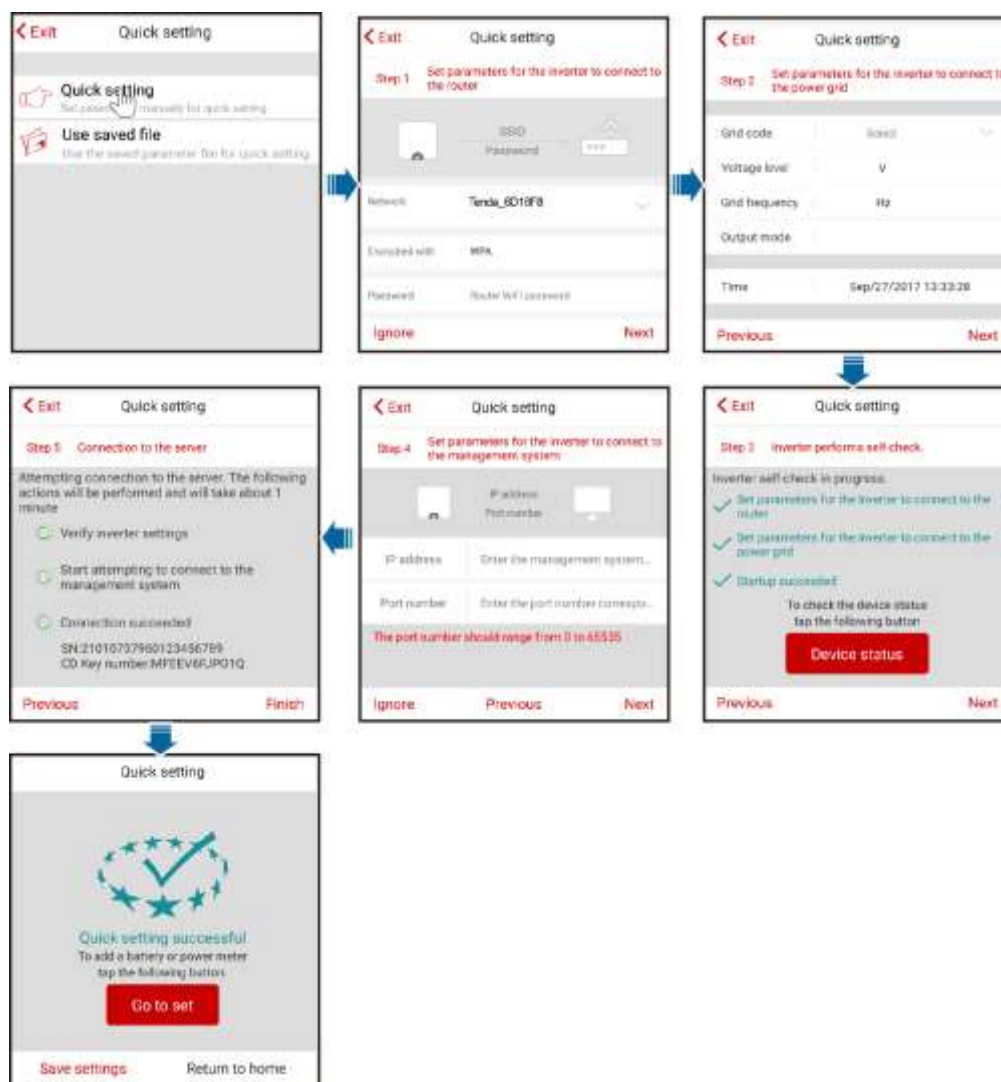 Exit Quick setting
Quick setting
Set manually for quick setting
Use saved file
Use the saved parameter file for quick setting
Exit Quick setting
Step 1 Set parameters for the inverter to connect to
the router
SSID
Password
Network Tenda_6D18F8
Encrypted with WPA
Password Router WiFi password
Ignore Next
Exit Quick setting
Step 2 Set parameters for the inverter to connect to
the power grid
Grid code Select
Voltage level V
Grid frequency Hz
Output mode
Time Sep/27/2017 13:33:28
Previous Next
Exit Quick setting
Step 3 Inverter performs self-check.
Inverter self-check in progress.
Set parameters for the inverter to connect to the
router
Set parameters for the inverter to connect to the
power grid
Startup succeeded
To check the device status
tap the following button
Device status
Previous Next
Exit Quick setting
Step 4 Set parameters for the inverter to connect to
the management system
IP address
Port number
IP address Enter the management system...
Port number Enter the port number correspo...
The port number should range from 0 to 65535
Ignore Previous Next
Exit Quick setting
Step 5 Connection to the server
Attempting connection to the server. The following
actions will be performed and will take about 1
minute
Verify inverter settings
Start attempting to connect to the
management system
Connection succeeded
SN:21010737960123456789
CD Key number:MFEEV6FJPO1Q
Previous Finish
Quick setting
Quick setting successful
To add a battery or power meter
tap the following button
Go to set
Save settings Return to home